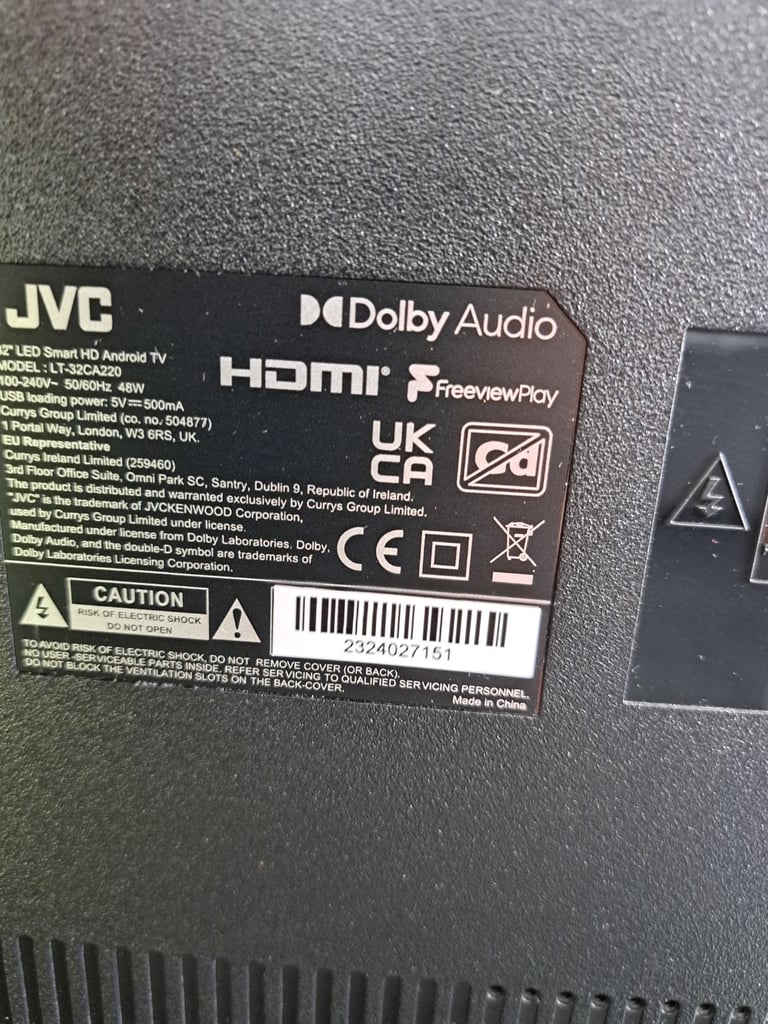 JVC
Dolby Audio
2" LED Smart HD Android TV
MODEL : LT-32CA220
100-240V~ 50/60Hz 48W
USB loading power: 5V⎓500mA
Currys Group Limited (co. no. 504877)
1 Portal Way, London, W3 6RS, UK.
EU Representative
Currys Ireland Limited (259460)
3rd Floor Office Suite, Omni Park SC, Santry, Dublin 9, Republic of Ireland.
The product is distributed and warranted exclusively by Currys Group Limited.
"JVC" is the trademark of JVCKENWOOD Corporation,
used by Currys Group Limited under license.
Manufactured under license from Dolby Laboratories. Dolby,
Dolby Audio, and the double-D symbol are trademarks of
Dolby Laboratories Licensing Corporation.
HDMI®
FreeviewPlay
UK
CA
Cd
CE
CAUTION
RISK OF ELECTRIC SHOCK
DO NOT OPEN
2324027151
TO AVOID RISK OF ELECTRIC SHOCK, DO NOT REMOVE COVER (OR BACK).
NO USER -SERVICEABLE PARTS INSIDE. REFER SERVICING TO QUALIFIED SERVICING PERSONNEL.
DO NOT BLOCK THE VENTILATION SLOTS ON THE BACK-COVER.
Made in China